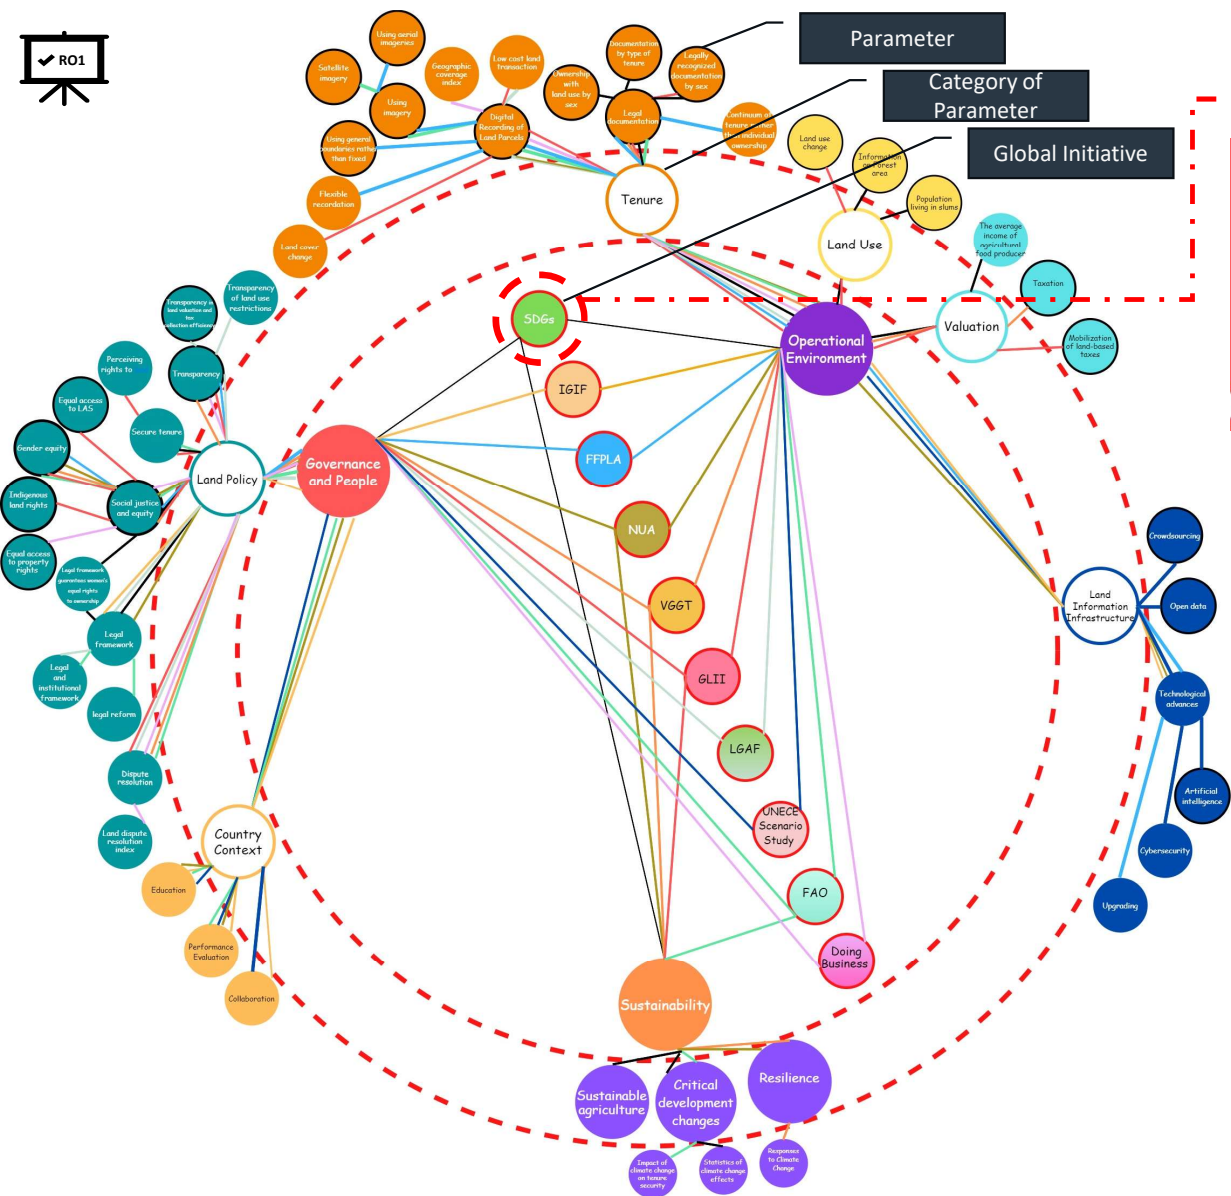 ✔ RO1
Parameter
Category of
Parameter
Global Initiative
Using aerial
imageries
Satellite
imagery
Using
imagery
Geographic
coverage
index
Low cost land
transaction
Digital
Recording of
Land Parcels
Using general
boundaries rather
than fixed
Flexible
recordation
Land cover
change
Documentation
by type of
tenure
Ownership
with
land use by
sex
Legally
recognized
documentation
by sex
Legal
documentation
Continuum of
tenure rather
than individual
ownership
Tenure
Land use
change
Information
on Forest
area
Population
living in slums
Land Use
The average
income of
agricultural
food producer
Taxation
Mobilization
of land-based
taxes
Valuation
Operational
Environment
SDGs
IGIF
FFPLA
NUA
VGGT
GLII
LGAF
UNECE
Scenario
Study
FAO
Doing
Business
Governance
and People
Transparency
of land use
restrictions
Transparency in
land valuation and
tax
collection efficiency
Transparency
Perceiving
rights to
Equal access
to LAS
Secure tenure
Gender equity
Indigenous
land rights
Social justice
and equity
Equal access
to property
rights
Land Policy
Legal framework
guarantees women's
equal rights
to ownership
Legal
framework
Legal
and
institutional
framework
legal reform
Dispute
resolution
Land dispute
resolution
index
Country
Context
Education
Performance
Evaluation
Collaboration
Land
Information
Infrastructure
Crowdsourcing
Open data
Technological
advances
Artificial
intelligence
Cybersecurity
Upgrading
Sustainability
Sustainable
agriculture
Critical
development
changes
Resilience
Impact of
climate change
on tenure
security
Statistics of
climate change
effects
Responses
to Climate
Change